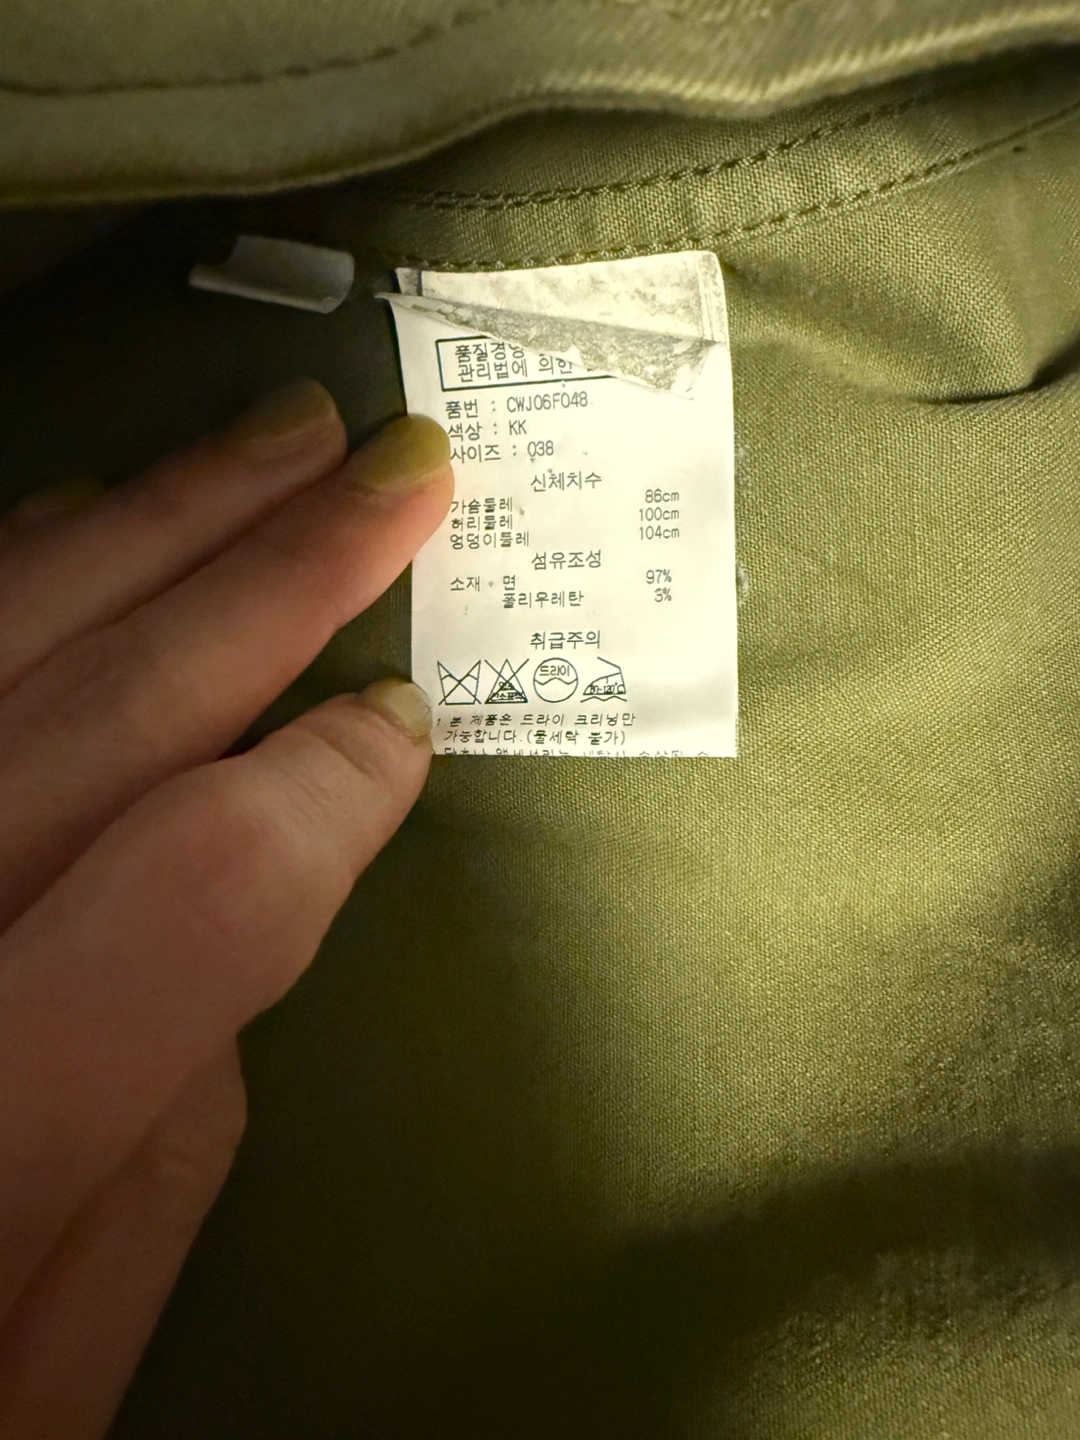 품질경영
관리법에 의한
품번 : CWJ06F048
색상 : KK
사이즈 : 038
신체치수
가슴둘레 86cm
허리둘레 100cm
엉덩이둘레 104cm
섬유조성
소재 면 97%
폴리우레탄 3%
취급주의
드라이
본 제품은 드라이 크리닝만
가능합니다.(물세탁 불가)